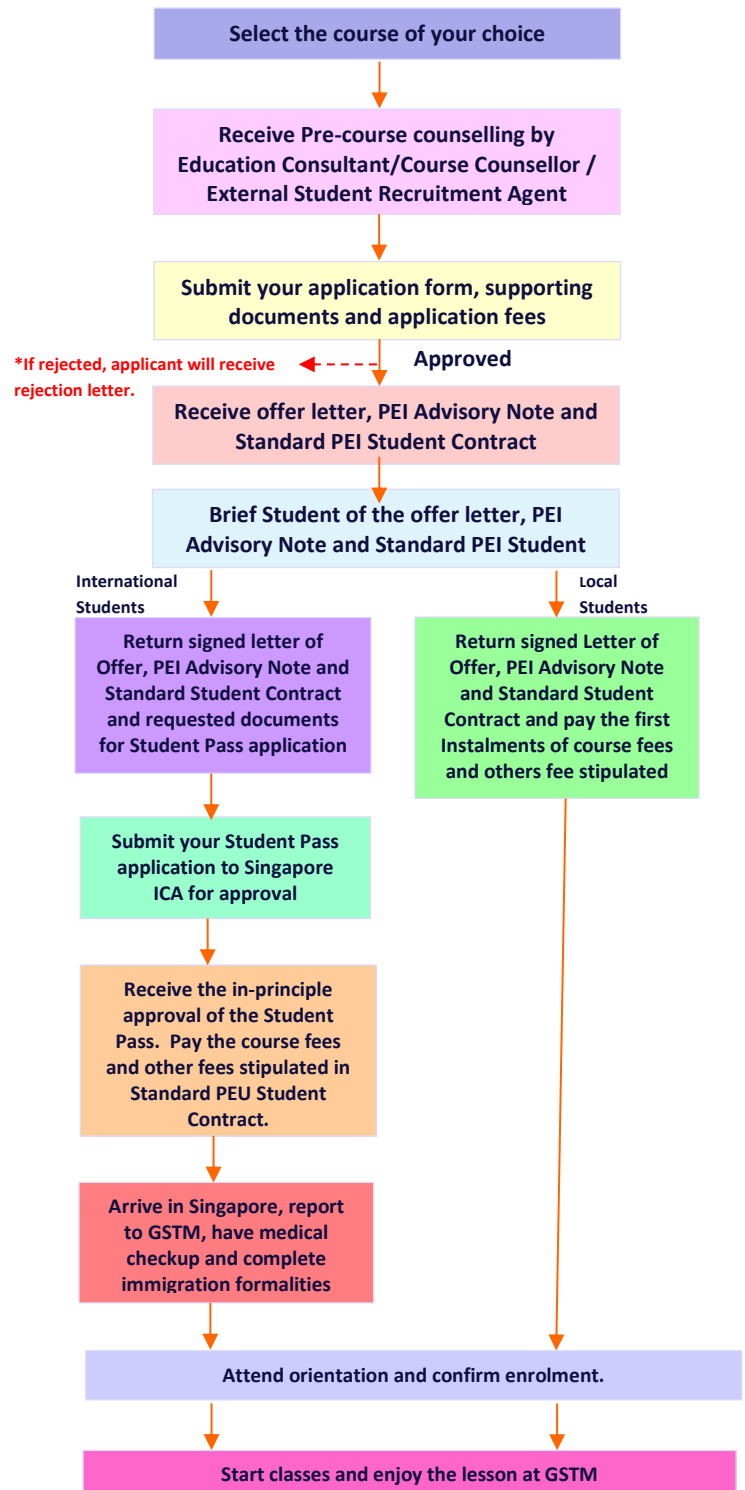 Select the course of your choice
Receive Pre-course counselling by
Education Consultant/Course Counsellor /
External Student Recruitment Agent
Submit your application form, supporting
documents and application fees
*If rejected, applicant will receive
rejection letter.
Approved
Receive offer letter, PEI Advisory Note and
Standard PEI Student Contract
Brief Student of the offer letter, PEI
Advisory Note and Standard PEI Student
International
Students
Local
Students
Return signed letter of
Offer, PEI Advisory Note and
Standard Student Contract
and requested documents
for Student Pass application
Return signed Letter of
Offer, PEI Advisory Note
and Standard Student
Contract and pay the first
Instalments of course fees
and others fee stipulated
Submit your Student Pass
application to Singapore
ICA for approval
Receive the in-principle
approval of the Student
Pass. Pay the course fees
and other fees stipulated in
Standard PEU Student
Contract.
Arrive in Singapore, report
to GSTM, have medical
checkup and complete
immigration formalities
Attend orientation and confirm enrolment.
Start classes and enjoy the lesson at GSTM